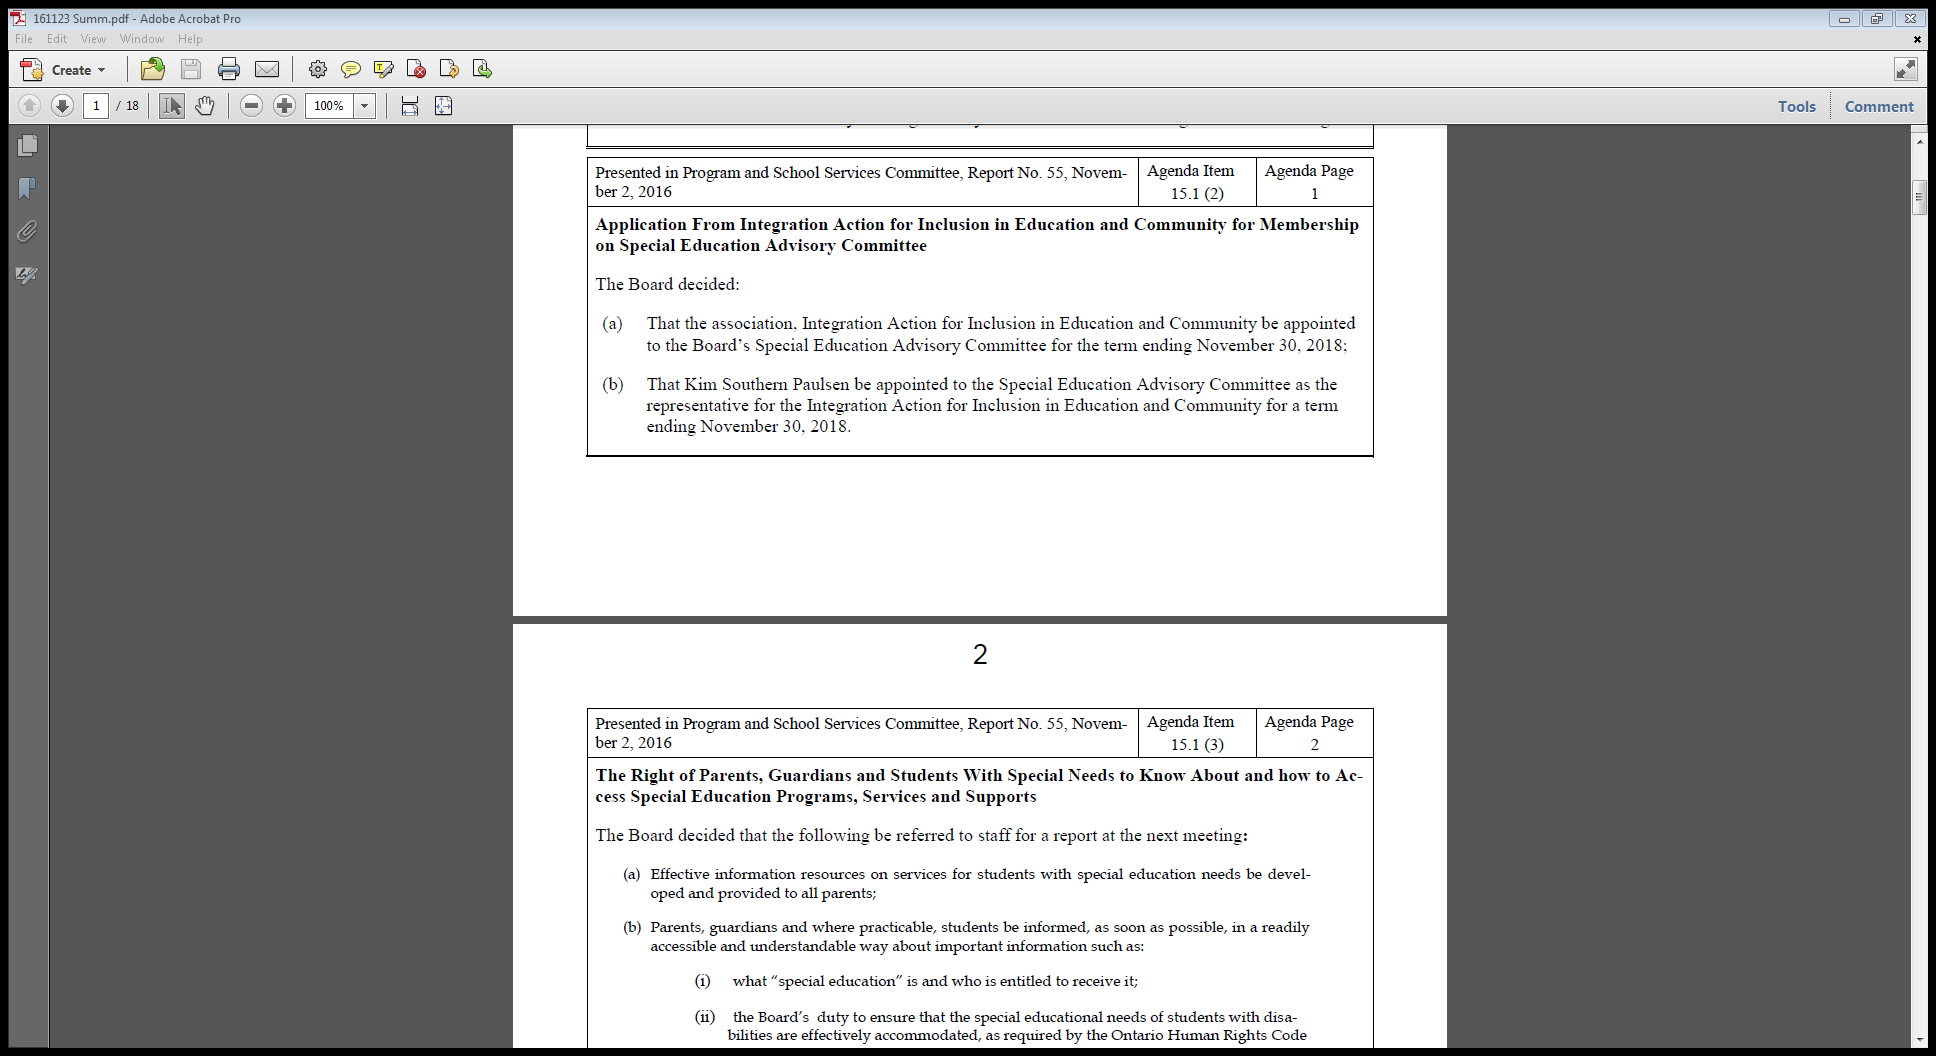 161123 Summ.pdf - Adobe Acrobat Pro
File Edit View Window Help
Create
1 / 18 100% Tools Comment
Presented in Program and School Services Committee, Report No. 55, Novem-
ber 2, 2016
Agenda Item
15.1 (2)
Agenda Page
1
Application From Integration Action for Inclusion in Education and Community for Membership
on Special Education Advisory Committee
The Board decided:
(a) That the association, Integration Action for Inclusion in Education and Community be appointed
to the Board’s Special Education Advisory Committee for the term ending November 30, 2018;
(b) That Kim Southern Paulsen be appointed to the Special Education Advisory Committee as the
representative for the Integration Action for Inclusion in Education and Community for a term
ending November 30, 2018.
2
Presented in Program and School Services Committee, Report No. 55, Novem-
ber 2, 2016
Agenda Item
15.1 (3)
Agenda Page
2
The Right of Parents, Guardians and Students With Special Needs to Know About and how to Ac-
cess Special Education Programs, Services and Supports
The Board decided that the following be referred to staff for a report at the next meeting:
(a) Effective information resources on services for students with special education needs be devel-
oped and provided to all parents;
(b) Parents, guardians and where practicable, students be informed, as soon as possible, in a readily
accessible and understandable way about important information such as:
(i) what “special education” is and who is entitled to receive it;
(ii) the Board’s duty to ensure that the special educational needs of students with disa-
bilities are effectively accommodated, as required by the Ontario Human Rights Code